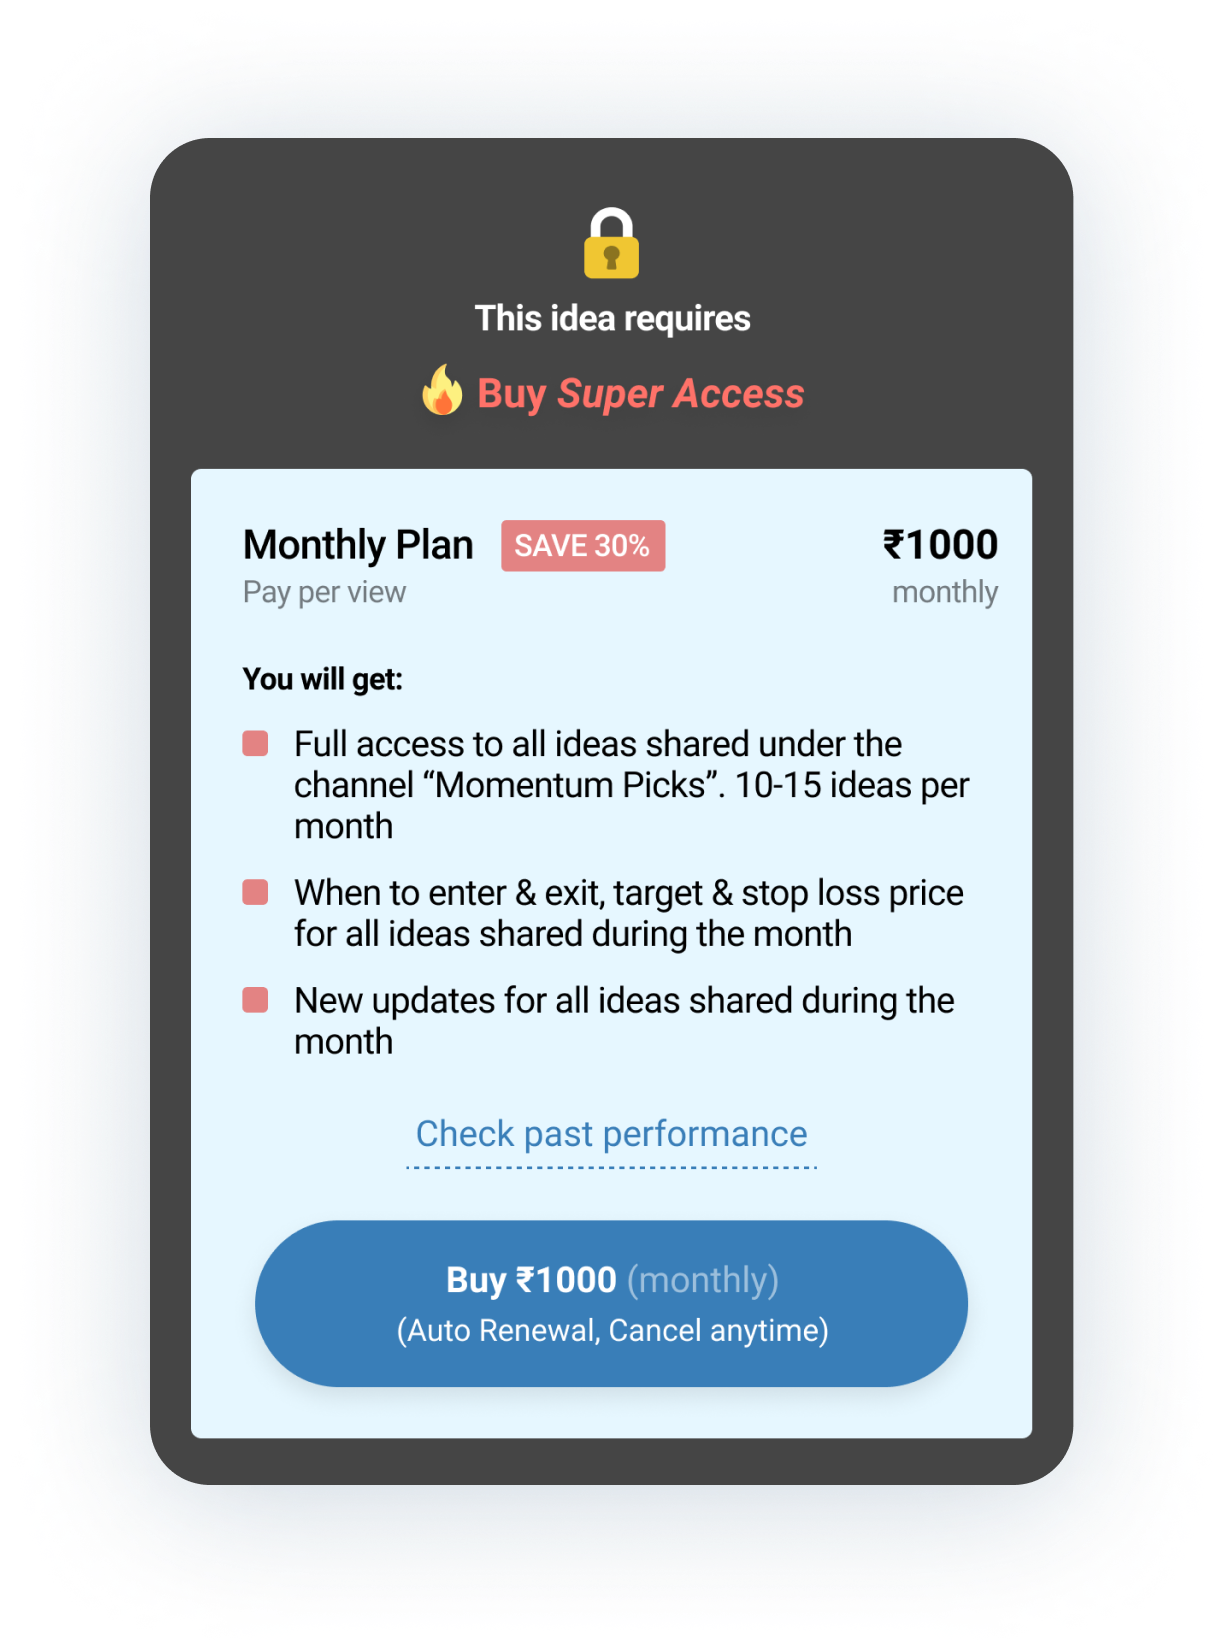 This idea requires
Buy Super Access
Monthly Plan SAVE 30% ₹1000
Pay per view monthly
You will get:
Full access to all ideas shared under the
channel “Momentum Picks”. 10-15 ideas per
month
When to enter & exit, target & stop loss price
for all ideas shared during the month
New updates for all ideas shared during the
month
Check past performance
Buy ₹1000 (monthly)
(Auto Renewal, Cancel anytime)